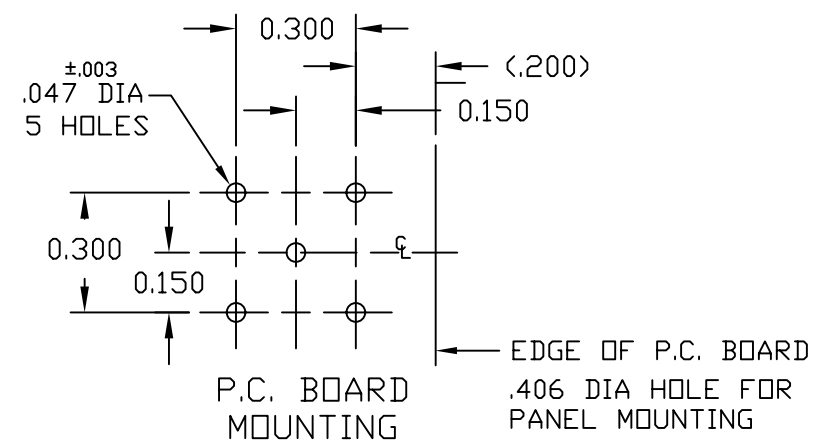 0.300
(.200)
±.003
.047 DIA
5 HOLES
0.150
0.300
℄
0.150
EDGE OF P.C. BOARD
.406 DIA HOLE FOR
PANEL MOUNTING
P.C. BOARD
MOUNTING